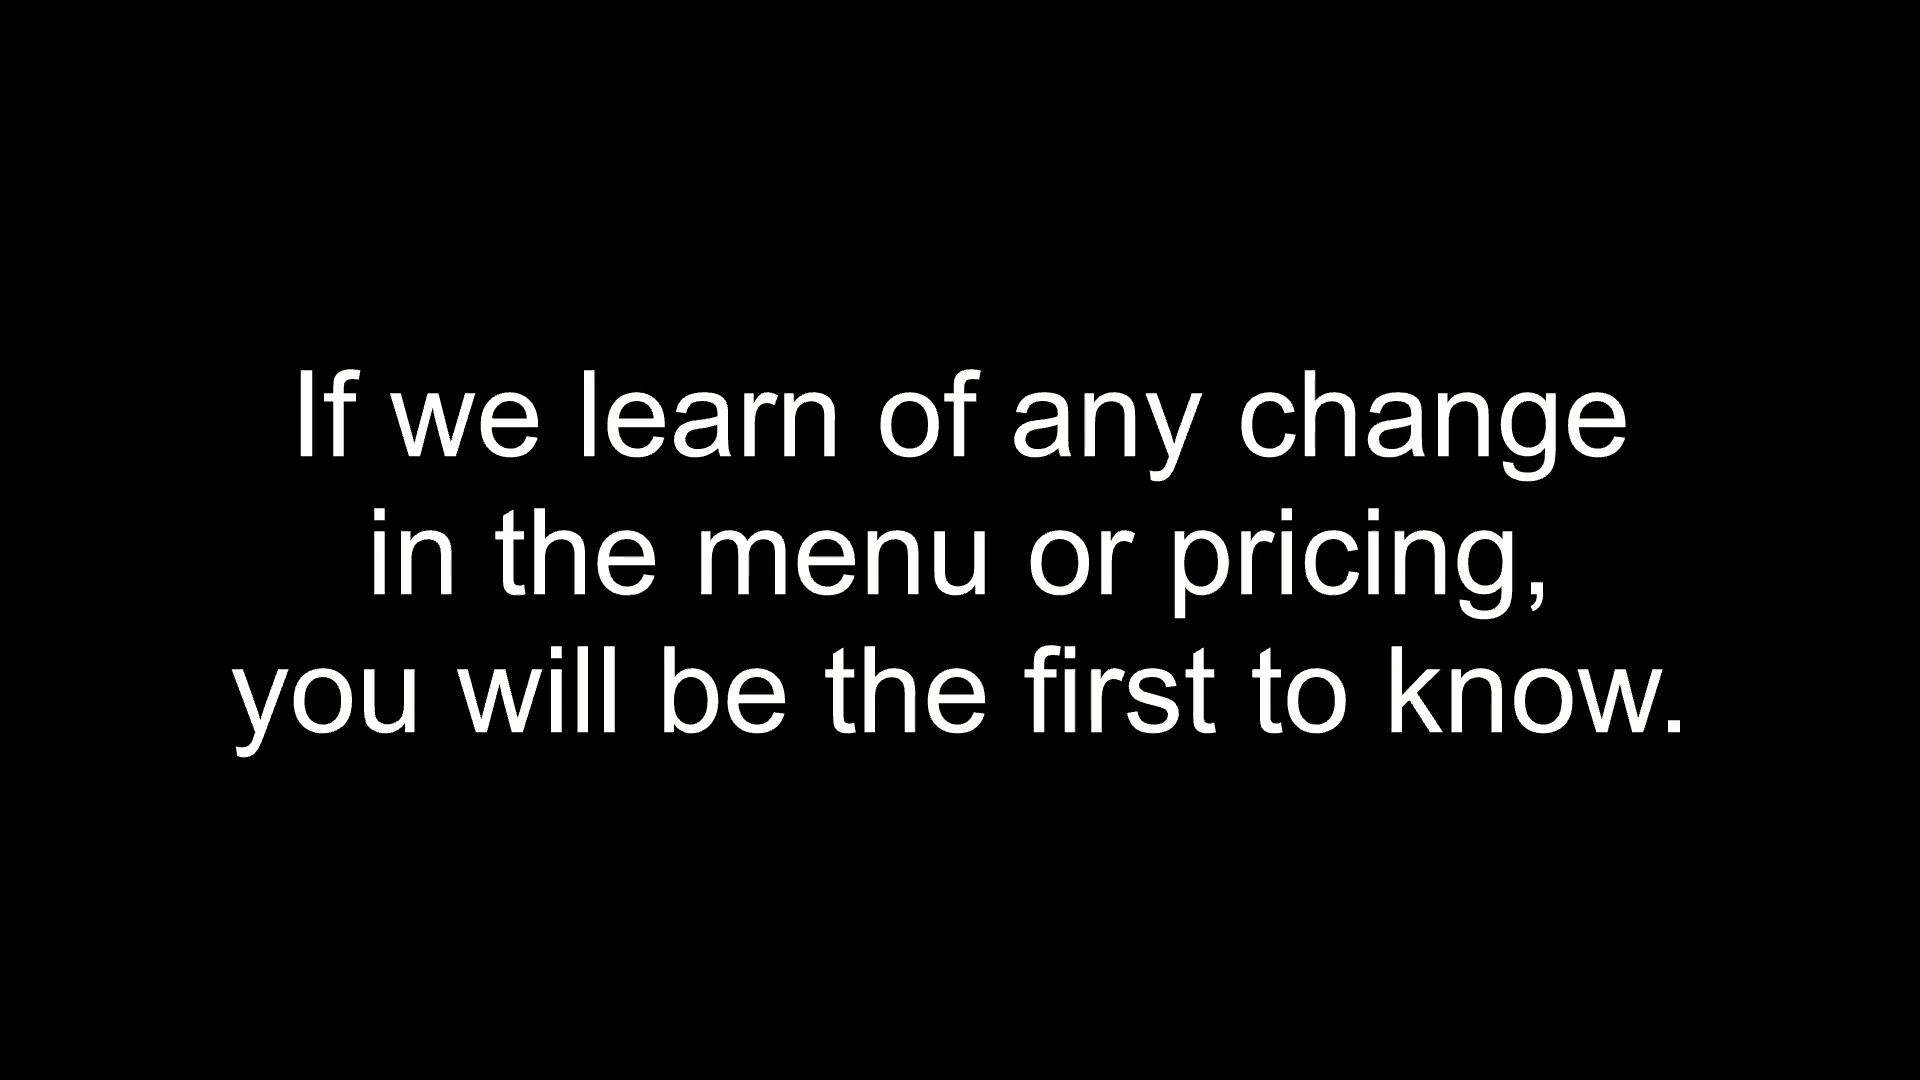 If we learn of any change
in the menu or pricing,
you will be the first to know.